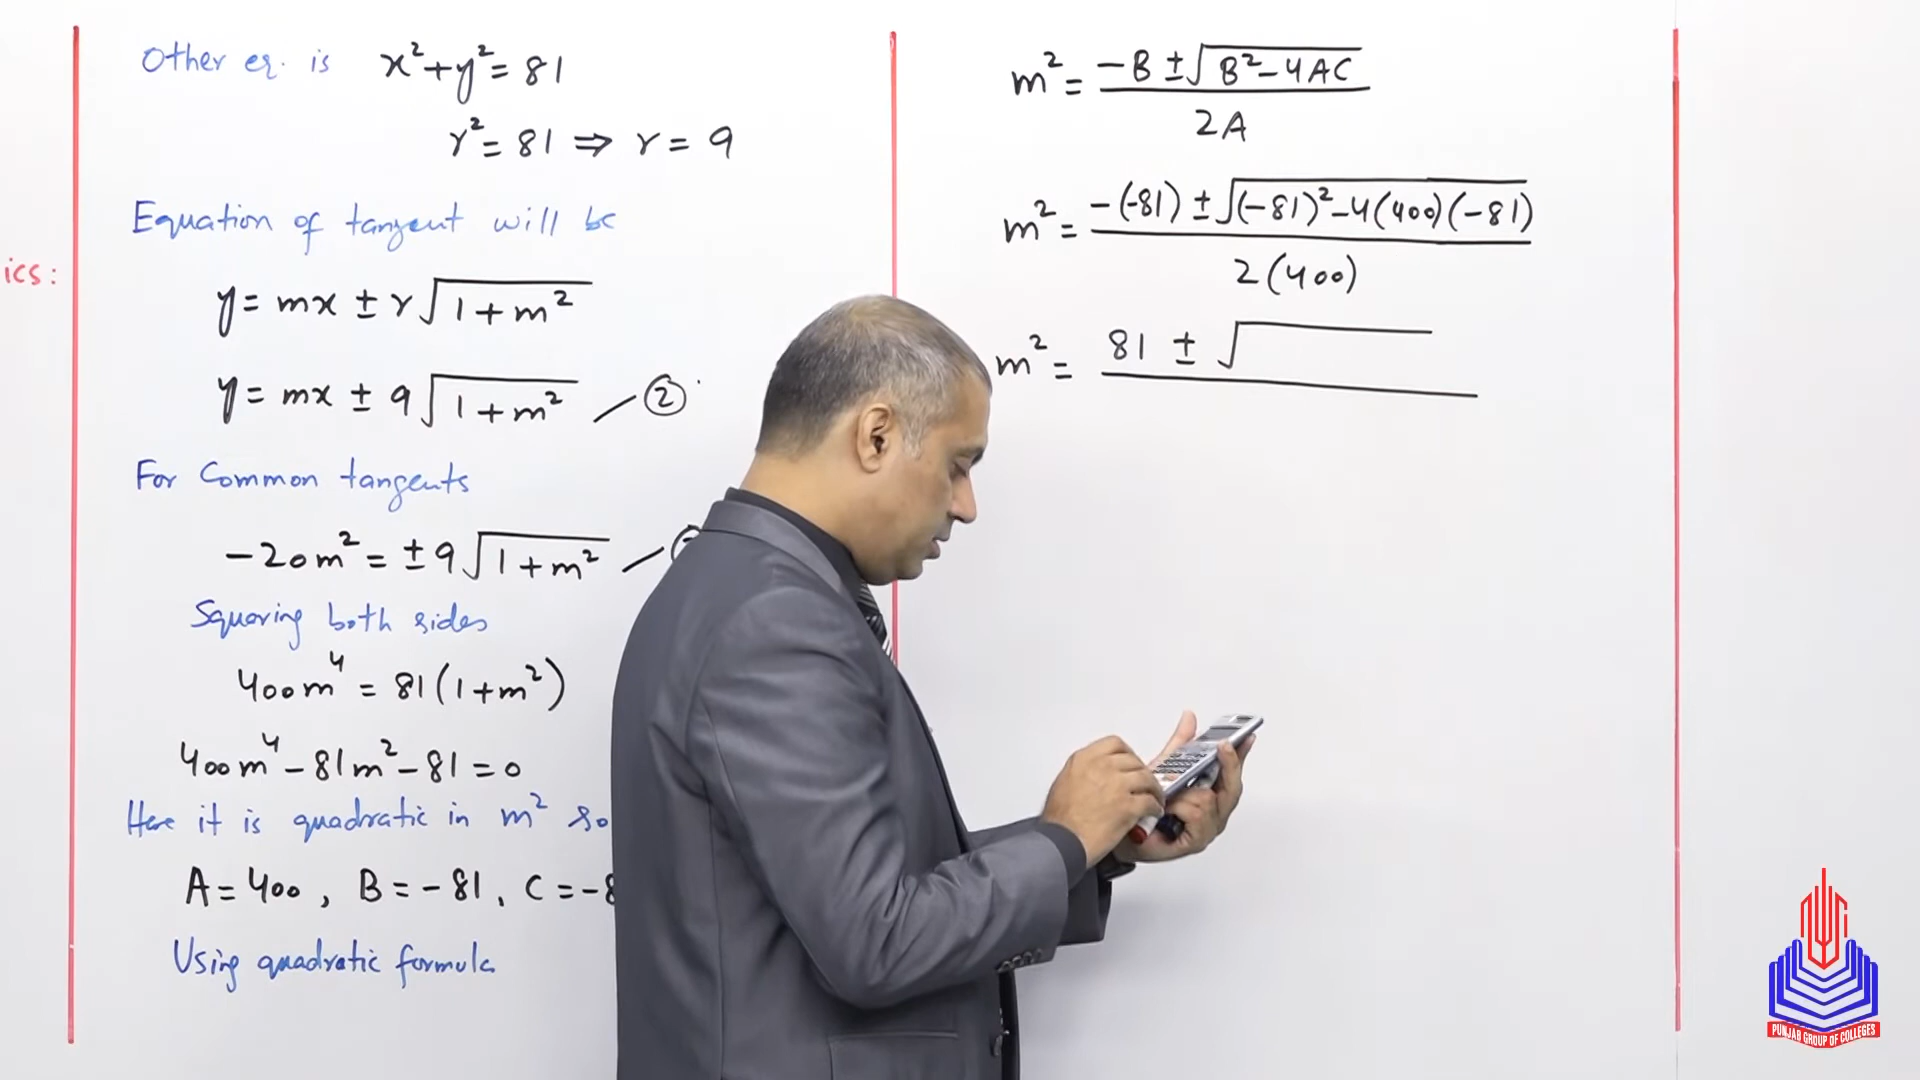 Other eq. is x²+y²= 81
r²= 81 ⇒ r = 9
Equation of tangent will be
ics:
y= mx ± r√(1+m²)
y= mx ± 9√(1+m²) ②
For Common tangents
-20m² = ±9√(1+m²)
Squaring both sides
400m⁴ = 81(1+m²)
400m⁴-81m²-81=0
Here it is quadratic in m² so
A=400, B=-81, C=-8
Using quadratic formula
m² = (-B ±√(B²-4AC))/2A
m² = (-(-81) ±√((-81)²-4(400)(-81)))/2(400)
m² = 81 ± √
PUNJAB GROUP OF COLLEGES